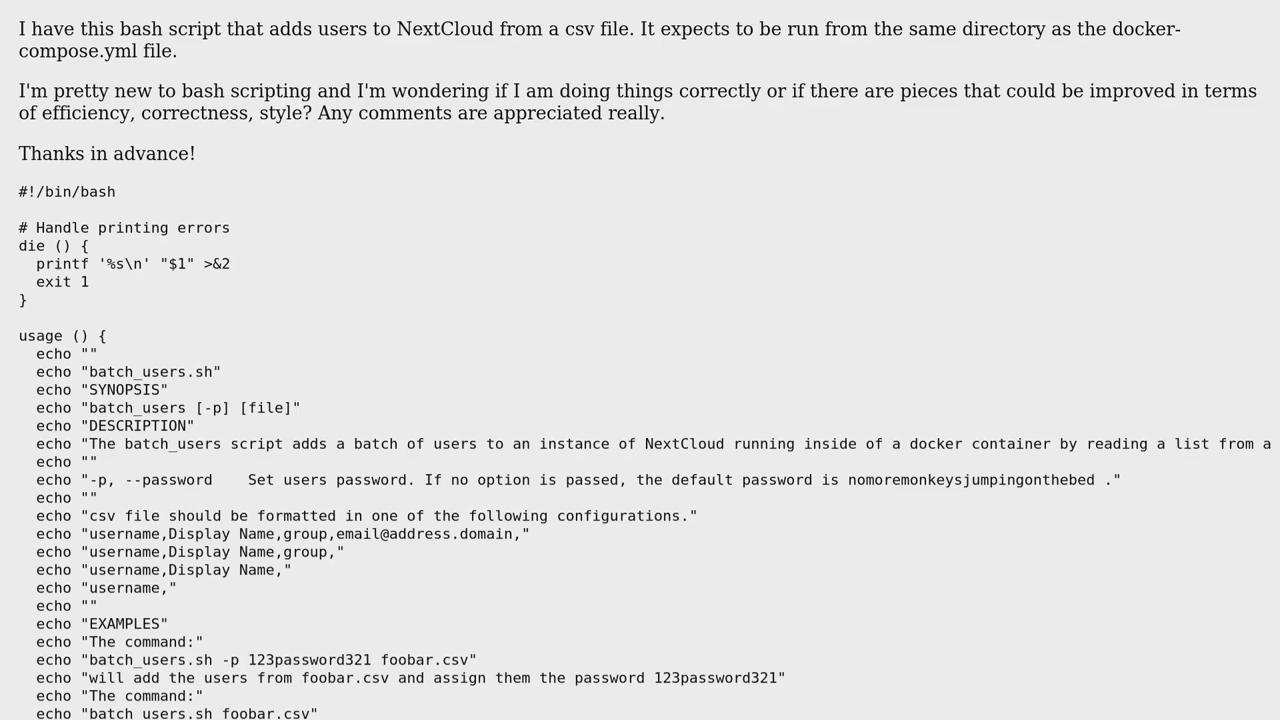 I have this bash script that adds users to NextCloud from a csv file. It expects to be run from the same directory as the docker-
compose.yml file.
I'm pretty new to bash scripting and I'm wondering if I am doing things correctly or if there are pieces that could be improved in terms
of efficiency, correctness, style? Any comments are appreciated really.
Thanks in advance!
#!/bin/bash
# Handle printing errors
die () {
  printf '%s\n' "$1" >&2
  exit 1
}
usage () {
  echo ""
  echo "batch_users.sh"
  echo "SYNOPSIS"
  echo "batch_users [-p] [file]"
  echo "DESCRIPTION"
  echo "The batch_users script adds a batch of users to an instance of NextCloud running inside of a docker container by reading a list from a
  echo ""
  echo "-p, --password    Set users password. If no option is passed, the default password is nomoremonkeysjumpingonthebed ."
  echo ""
  echo "csv file should be formatted in one of the following configurations."
  echo "username,Display Name,group,email@address.domain,"
  echo "username,Display Name,group,"
  echo "username,Display Name,"
  echo "username,"
  echo ""
  echo "EXAMPLES"
  echo "The command:"
  echo "batch_users.sh -p 123password321 foobar.csv"
  echo "will add the users from foobar.csv and assign them the password 123password321"
  echo "The command:"
  echo "batch_users.sh foobar.csv"